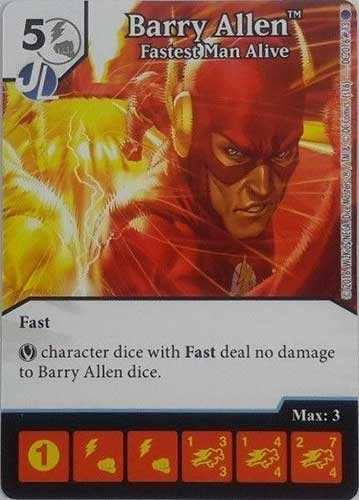 5
Barry Allen™
Fastest Man Alive
JL
Fast
character dice with Fast deal no damage
to Barry Allen dice.
Max: 3
1
1 3
3
1 4
4
2 7
4